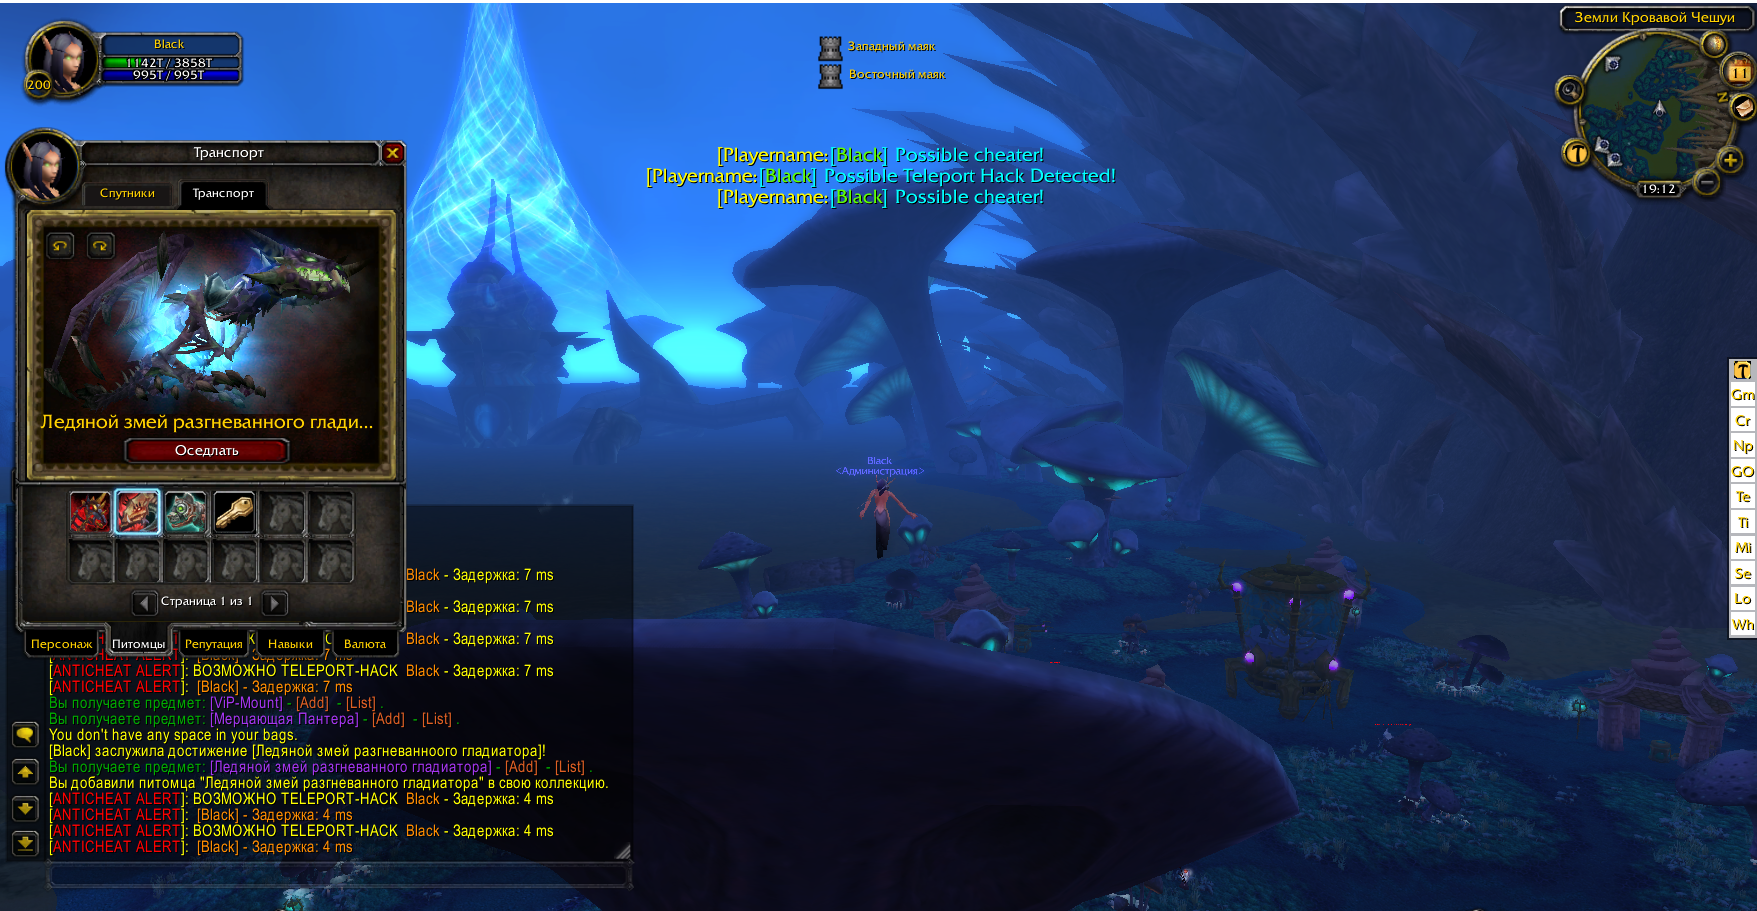 Black
1142T / 3858T
995T / 995T
200
Западный маяк
Восточный маяк
Земли Кровавой Чешуи
11
Z
19:12
[Playername:[Black] Possible cheater!
[Playername:[Black] Possible Teleport Hack Detected!
[Playername:[Black] Possible cheater!
Транспорт
Спутники
Транспорт
Ледяной змей разгневанного глади...
Оседлать
Страница 1 из 1
Персонаж
Питомцы
Репутация
Навыки
Валюта
Black
<Администрация>
T
Gm
Cr
Np
GO
Te
Ti
Mi
Se
Lo
Wh
Black - Задержка: 7 ms
Black - Задержка: 7 ms
Black - Задержка: 7 ms
[ANTICHEAT ALERT]: [Black] - Задержка: 7 ms
[ANTICHEAT ALERT]: ВОЗМОЖНО TELEPORT-HACK Black - Задержка: 7 ms
[ANTICHEAT ALERT]: [Black] - Задержка: 7 ms
Вы получаете предмет: [ViP-Mount] - [Add] - [List] .
Вы получаете предмет: [Мерцающая Пантера] - [Add] - [List] .
You don't have any space in your bags.
[Black] заслужила достижение [Ледяной змей разгневанноого гладиатора]!
Вы получаете предмет: [Ледяной змей разгневанного гладиатора] - [Add] - [List] .
Вы добавили питомца "Ледяной змей разгневанного гладиатора" в свою коллекцию.
[ANTICHEAT ALERT]: ВОЗМОЖНО TELEPORT-HACK Black - Задержка: 4 ms
[ANTICHEAT ALERT]: [Black] - Задержка: 4 ms
[ANTICHEAT ALERT]: ВОЗМОЖНО TELEPORT-HACK Black - Задержка: 4 ms
[ANTICHEAT ALERT]: [Black] - Задержка: 4 ms